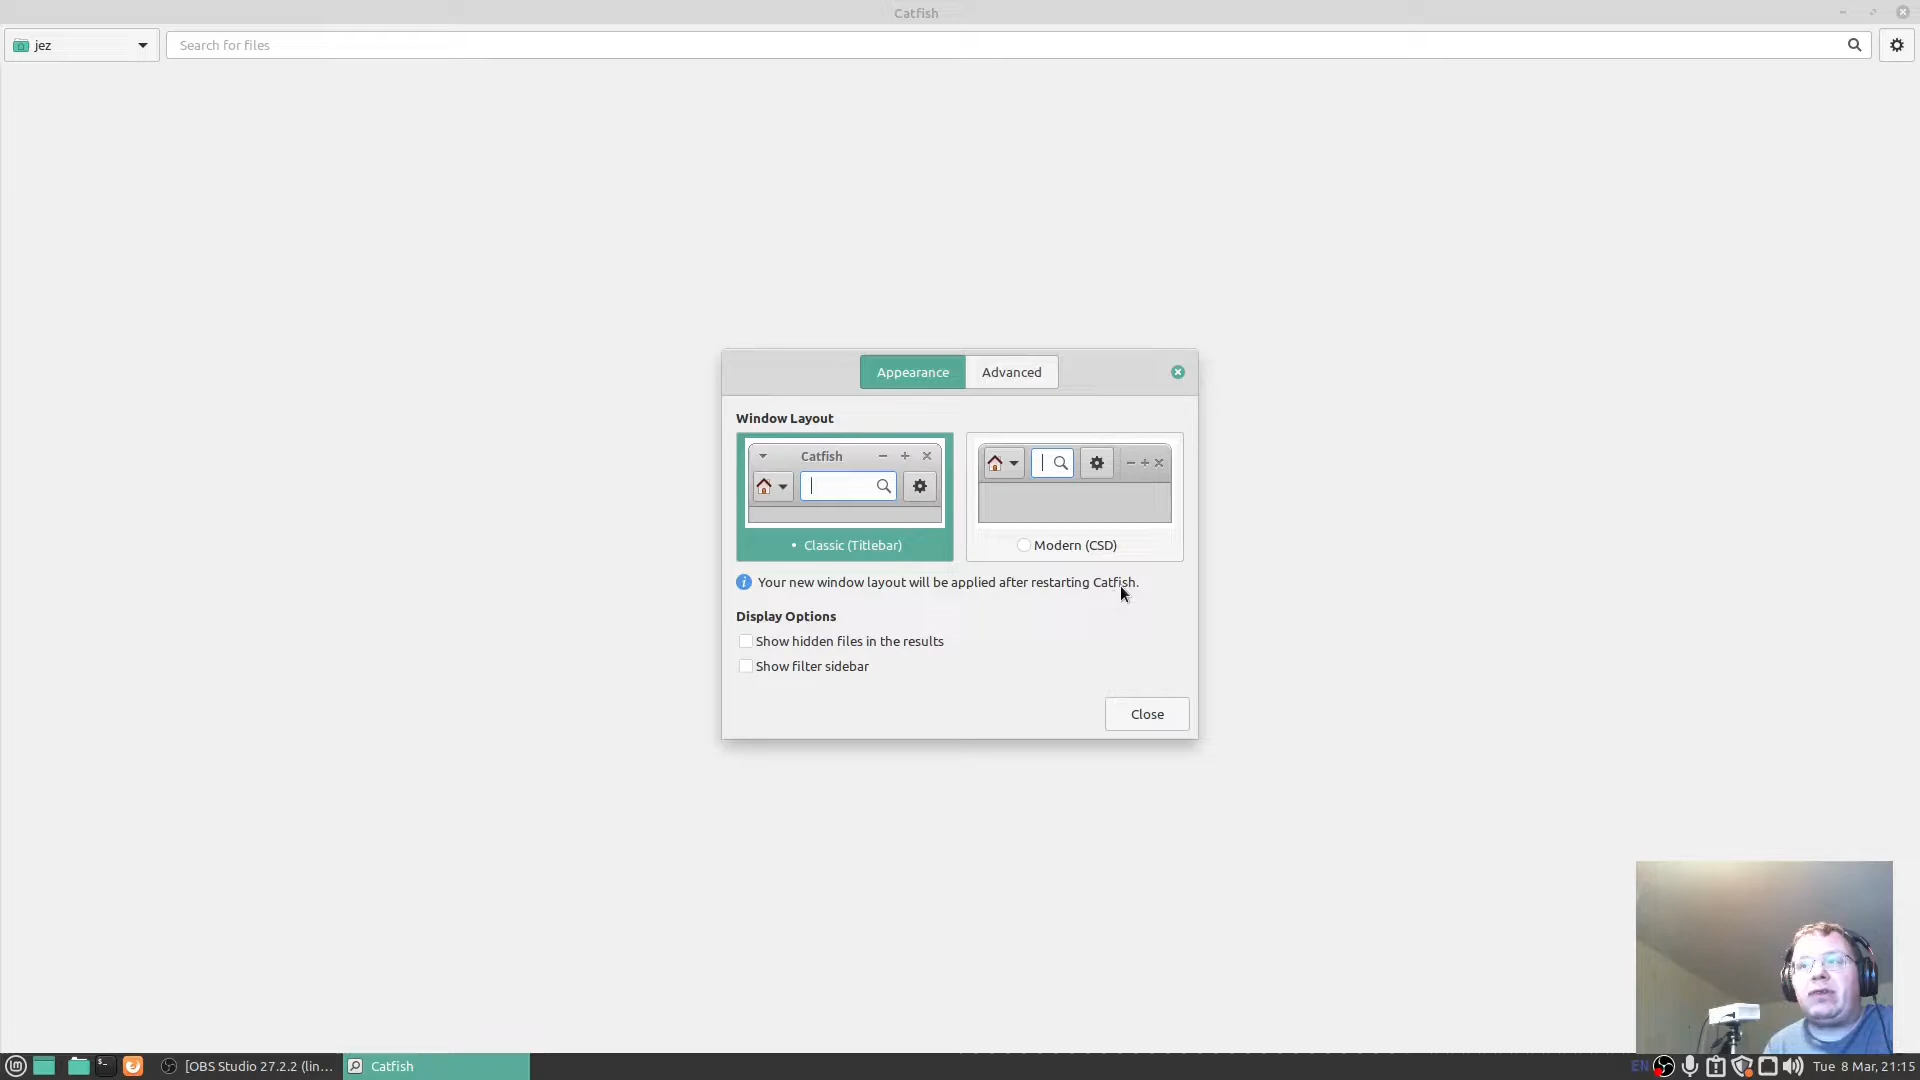 Catfish
jez
Search for files
Appearance
Advanced
Window Layout
Catfish
Classic (Titlebar)
Modern (CSD)
Your new window layout will be applied after restarting Catfish.
Display Options
Show hidden files in the results
Show filter sidebar
Close
[OBS Studio 27.2.2 (lin...
Catfish
EN
Tue 8 Mar, 21:15